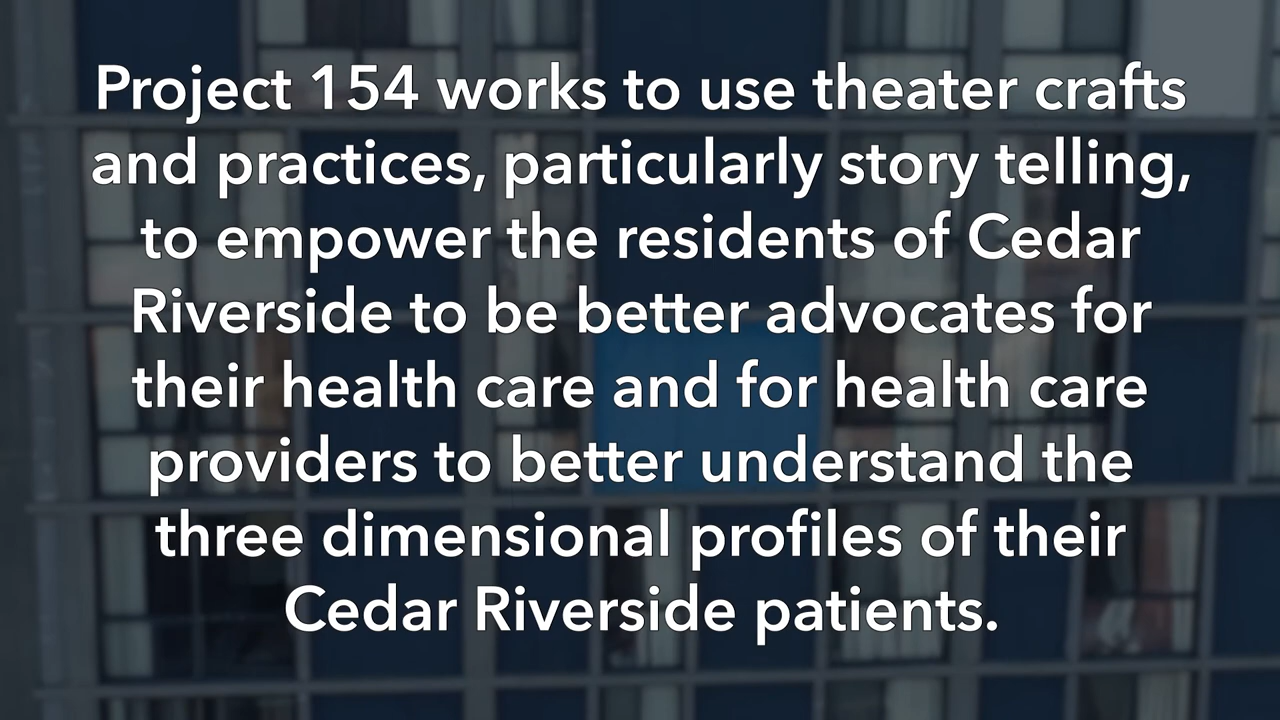 Project 154 works to use theater crafts
and practices, particularly story telling,
to empower the residents of Cedar
Riverside to be better advocates for
their health care and for health care
providers to better understand the
three dimensional profiles of their
Cedar Riverside patients.